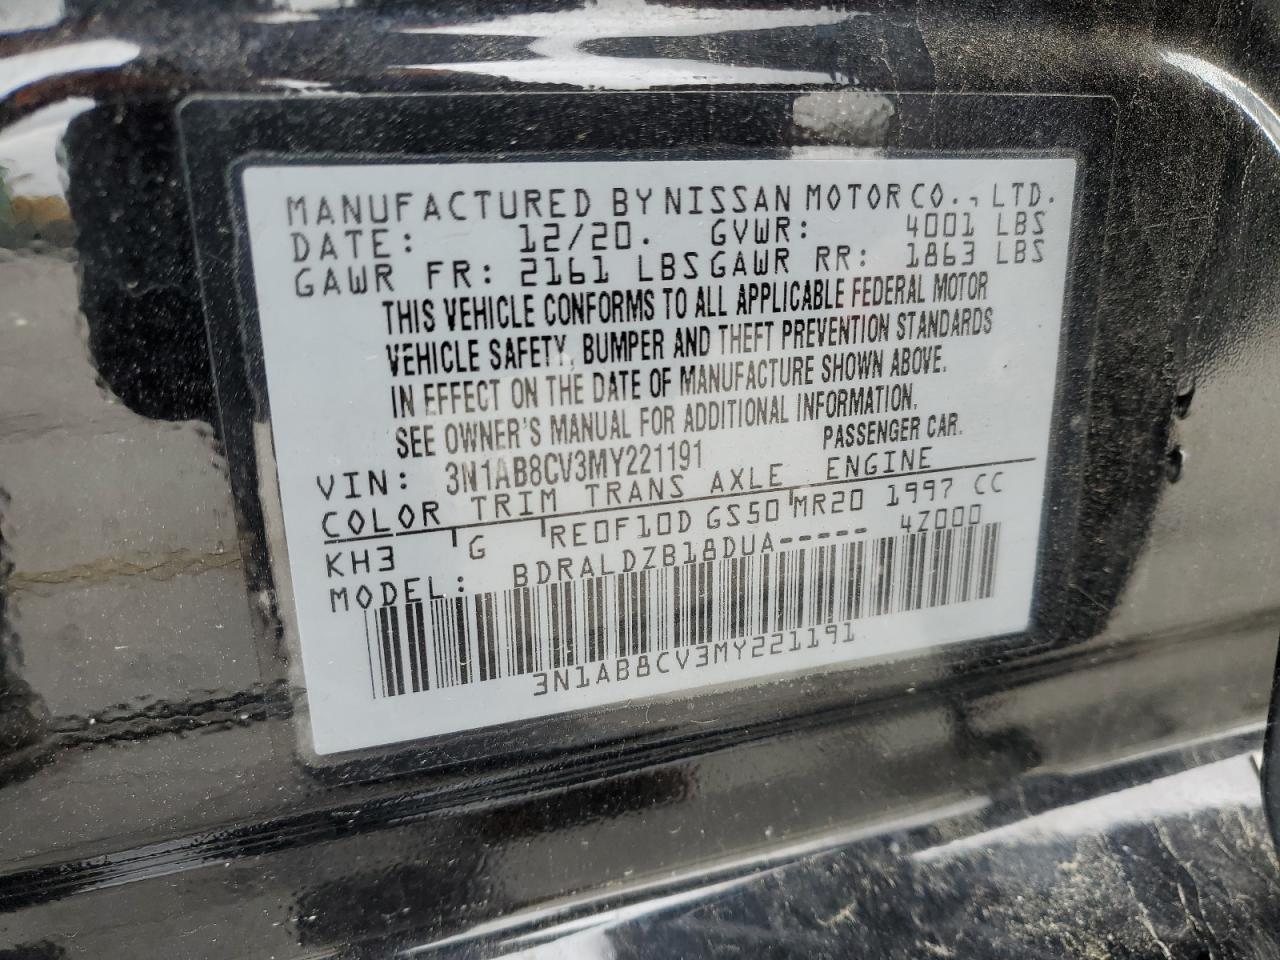 MANUFACTURED BY NISSAN MOTOR CO., LTD.
DATE: 12/20. GVWR: 4001 LBS
GAWR FR: 2161 LBS GAWR RR: 1863 LBS
THIS VEHICLE CONFORMS TO ALL APPLICABLE FEDERAL MOTOR
VEHICLE SAFETY, BUMPER AND THEFT PREVENTION STANDARDS
IN EFFECT ON THE DATE OF MANUFACTURE SHOWN ABOVE.
SEE OWNER'S MANUAL FOR ADDITIONAL INFORMATION.
VIN: 3N1AB8CV3MY221191 PASSENGER CAR.
COLOR TRIM TRANS AXLE ENGINE
KH3 G RE0F10D GS50 MR20 1997 CC
MODEL: BDRALDZB18DUA----- 4Z000
3N1AB8CV3MY221191